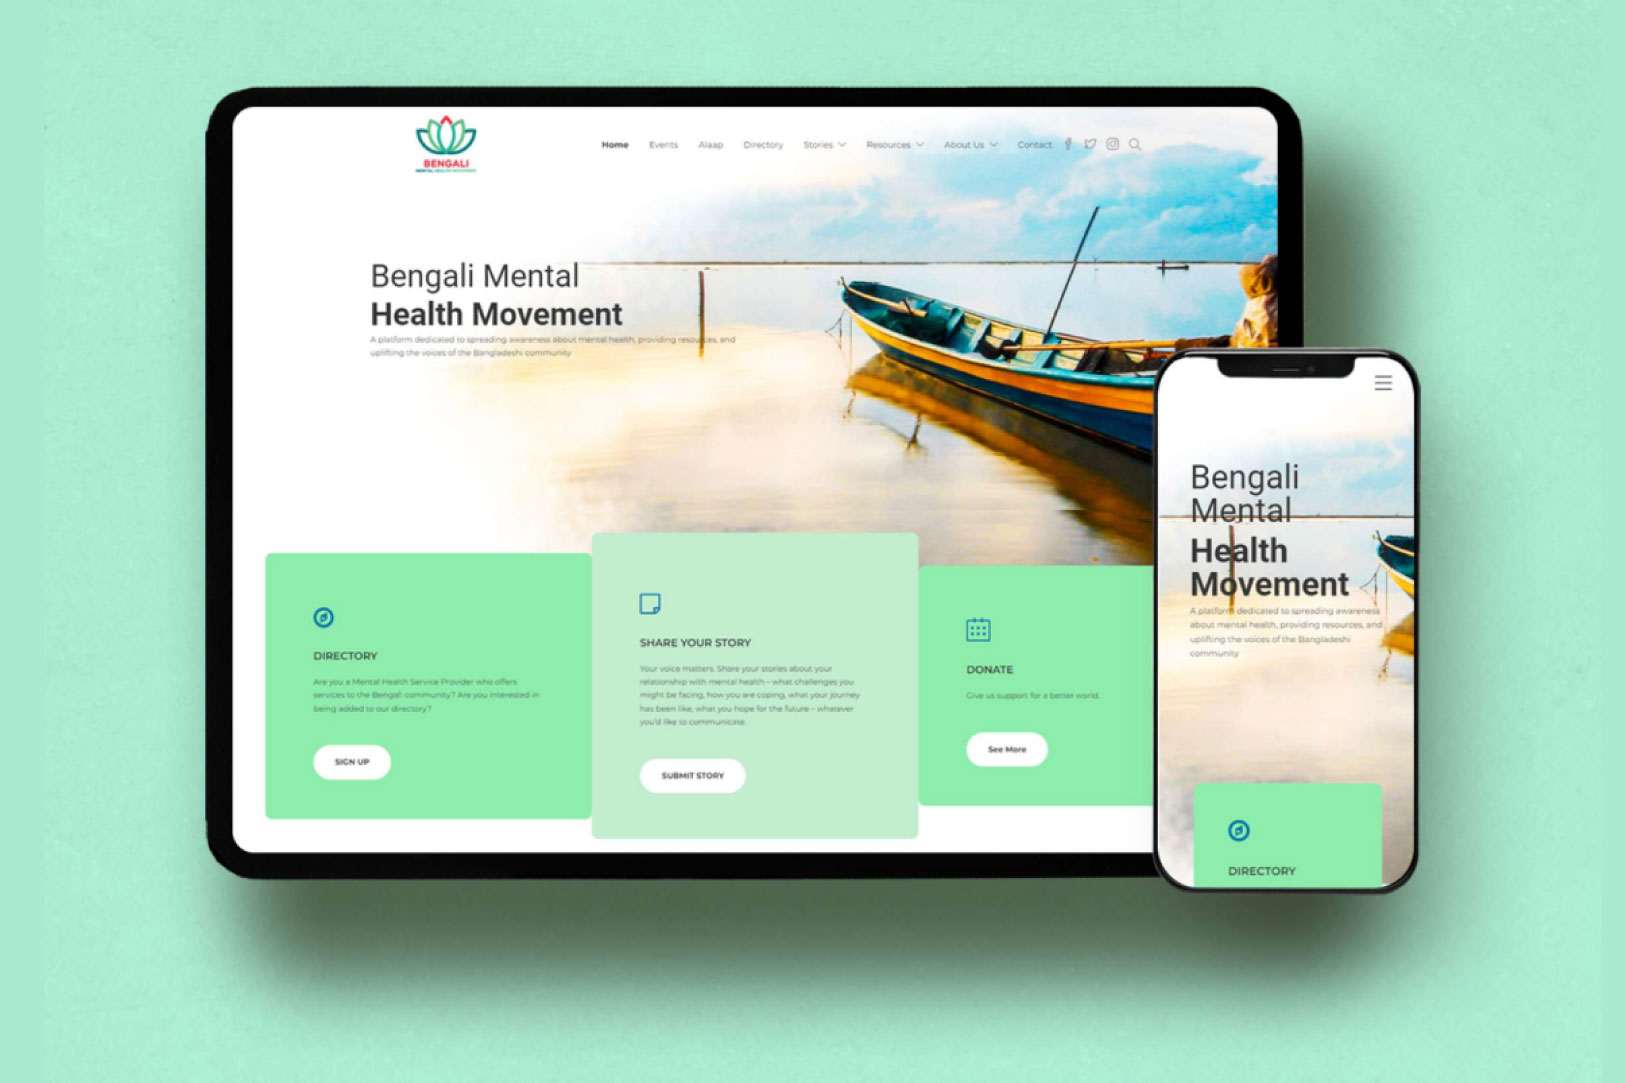 BENGALI
MENTAL HEALTH MOVEMENT
Home Events Alaap Directory Stories Resources About Us Contact
Bengali Mental
Health Movement
A platform dedicated to spreading awareness about mental health, providing resources, and
uplifting the voices of the Bangladeshi community
DIRECTORY
Are you a Mental Health Service Provider who offers
services to the Bengali community? Are you interested in
being added to our directory?
SIGN UP
SHARE YOUR STORY
Your voice matters. Share your stories about your
relationship with mental health – what challenges you
might be facing, how you are coping, what your journey
has been like, what you hope for the future – whatever
you'd like to communicate.
SUBMIT STORY
DONATE
Give us support for a better world.
See More
Bengali
Mental
Health
Movement
A platform dedicated to spreading awareness
about mental health, providing resources, and
uplifting the voices of the Bangladeshi
community
DIRECTORY